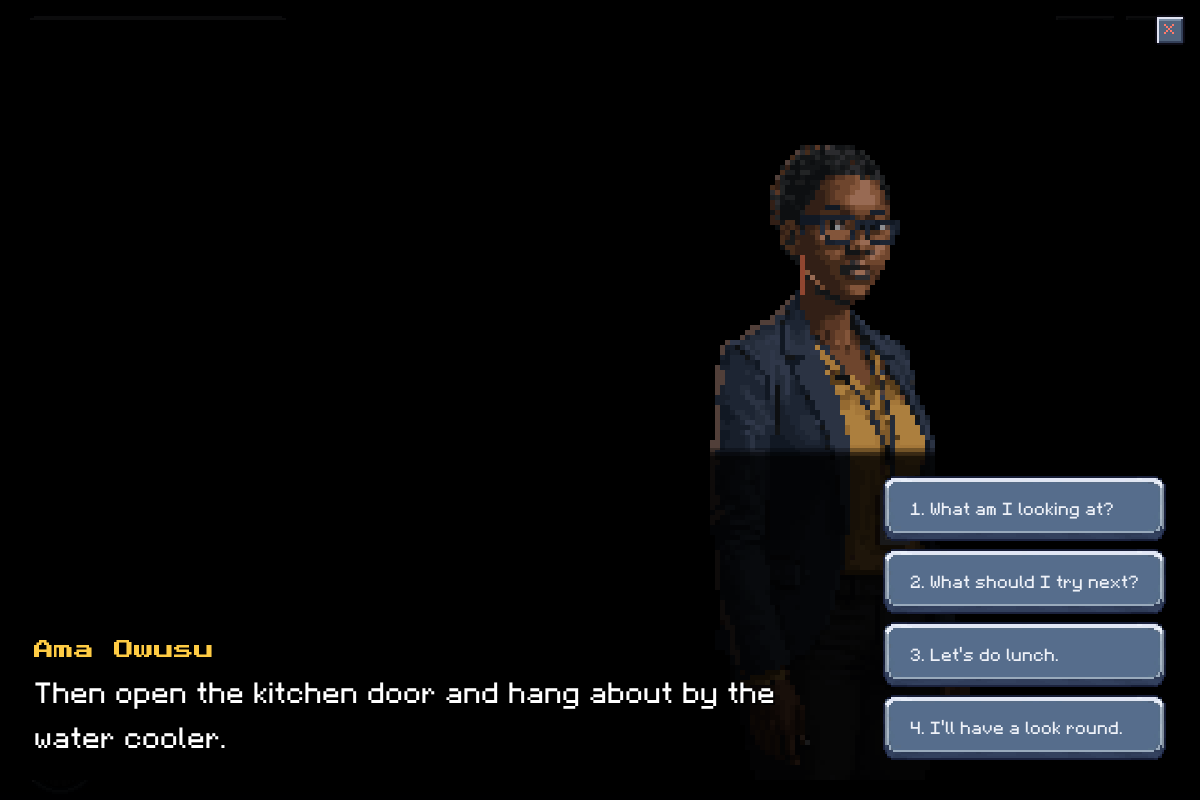 Ama Owusu
Then open the kitchen door and hang about by the
water cooler.
1. What am I looking at?
2. What should I try next?
3. Let's do lunch.
4. I'll have a look round.